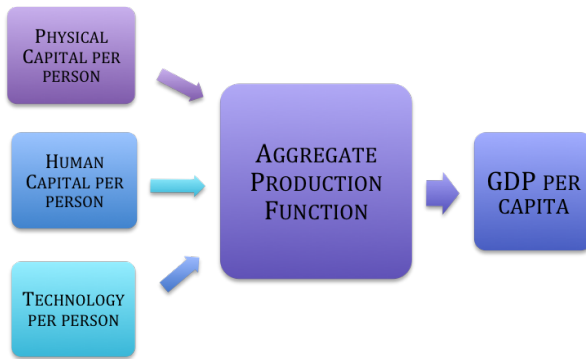 PHYSICAL
CAPITAL PER
PERSON
HUMAN
CAPITAL PER
PERSON
TECHNOLOGY
PER PERSON
AGGREGATE
PRODUCTION
FUNCTION
GDP PER
CAPITA